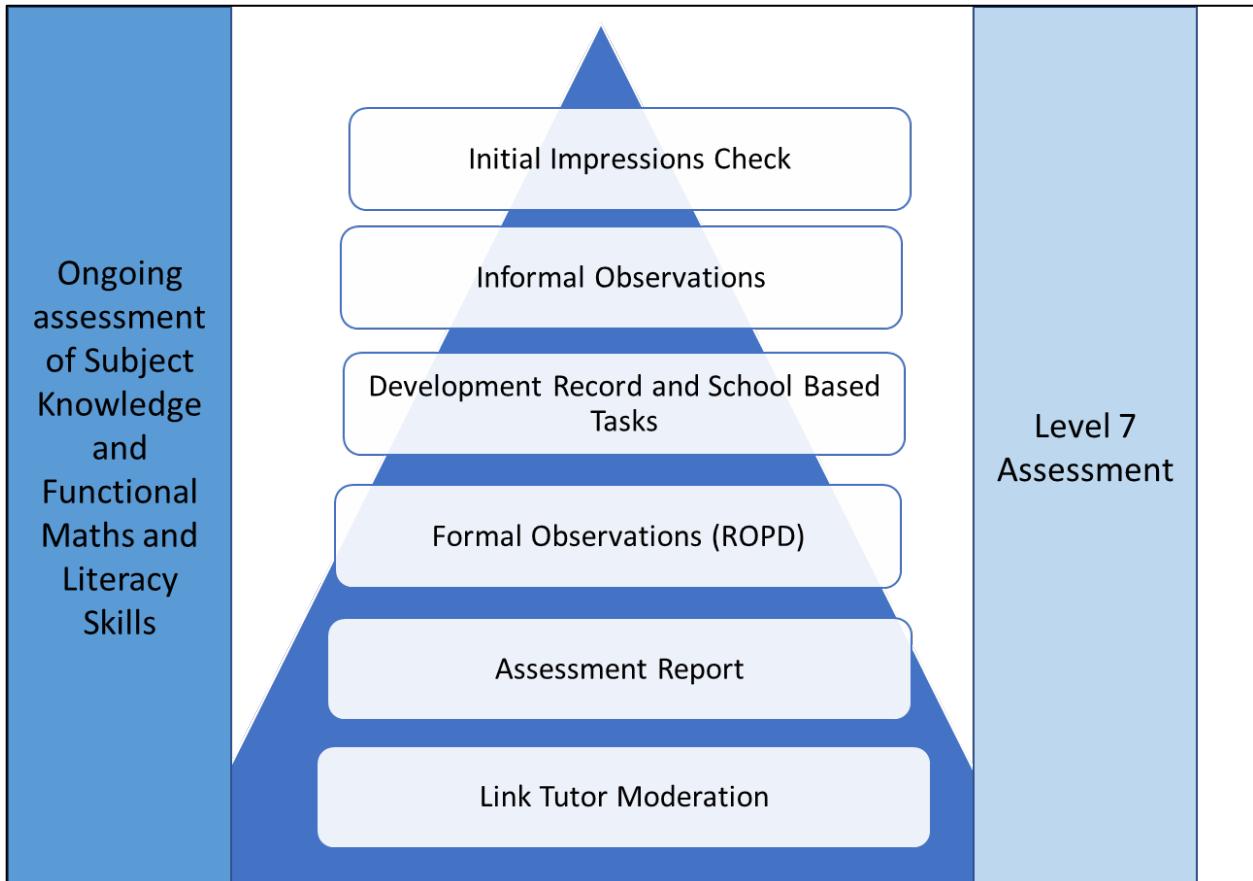 Ongoing
assessment
of Subject
Knowledge
and
Functional
Maths and
Literacy
Skills
Initial Impressions Check
Informal Observations
Development Record and School Based
Tasks
Formal Observations (ROPD)
Assessment Report
Link Tutor Moderation
Level 7
Assessment